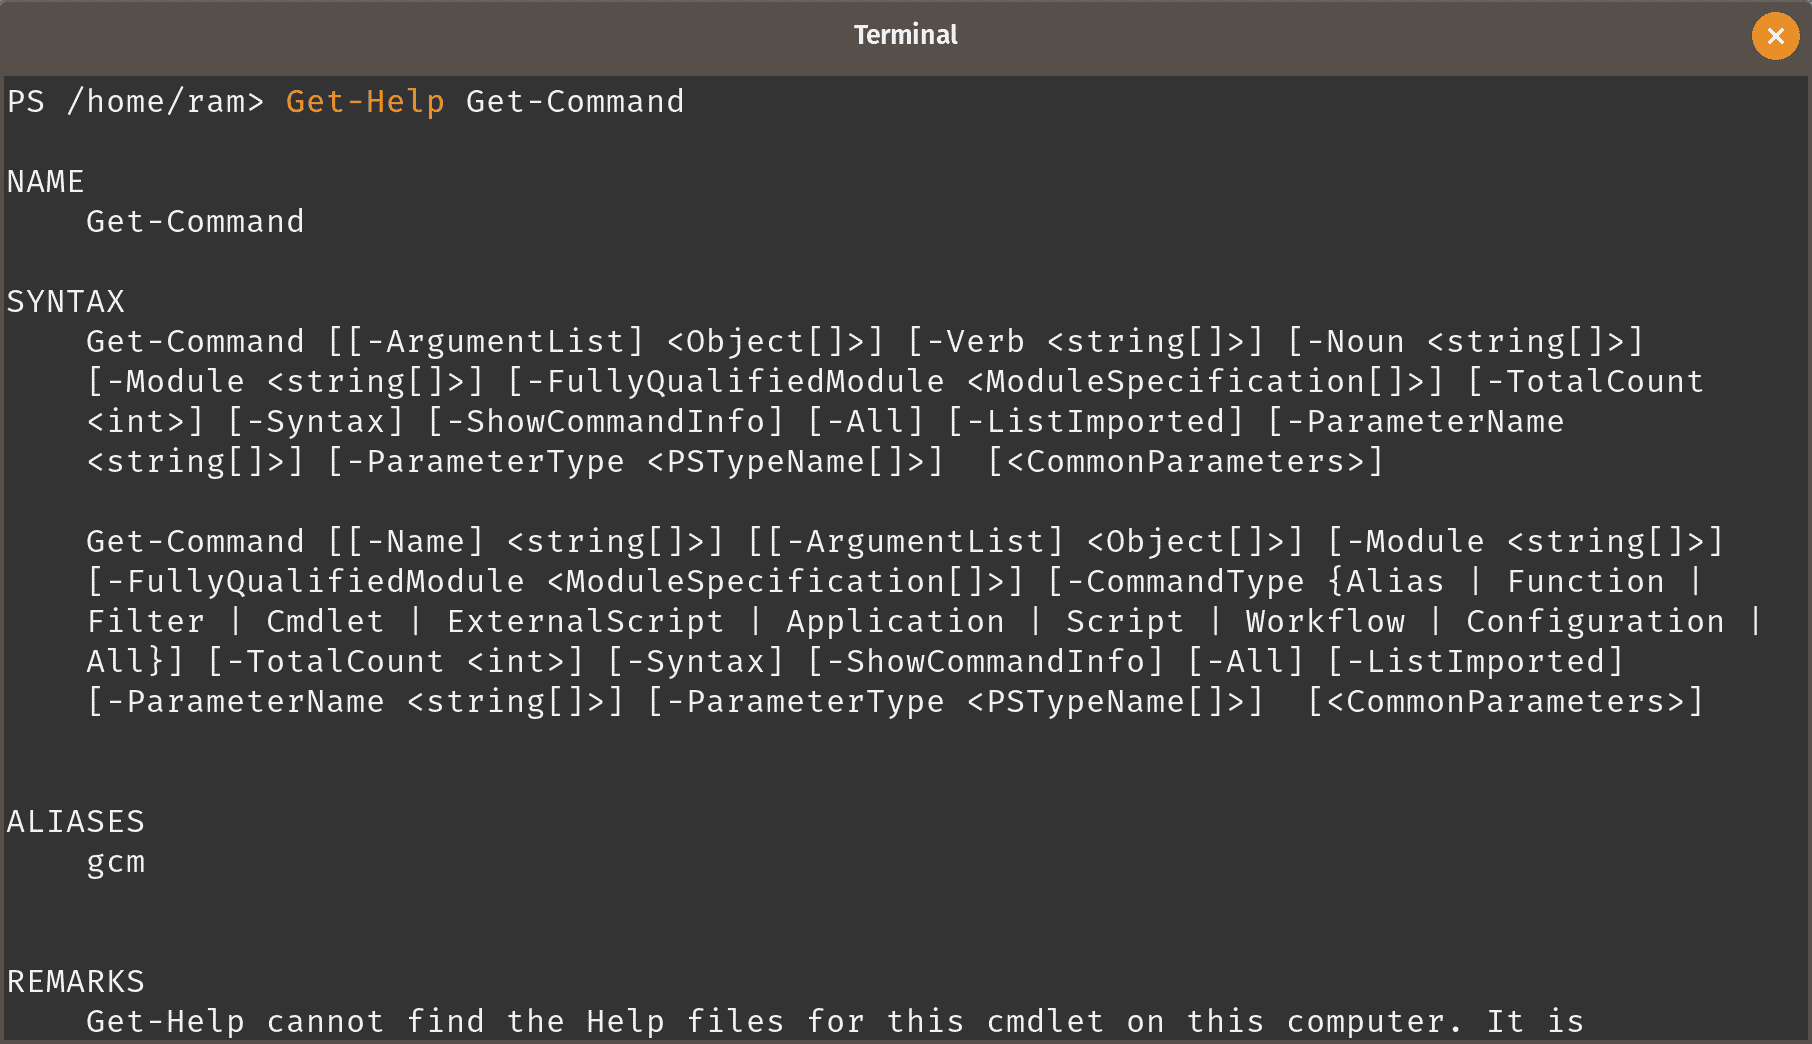 Terminal
PS /home/ram> Get-Help Get-Command
NAME
    Get-Command
SYNTAX
    Get-Command [[-ArgumentList] <Object[]>] [-Verb <string[]>] [-Noun <string[]>]
    [-Module <string[]>] [-FullyQualifiedModule <ModuleSpecification[]>] [-TotalCount
    <int>] [-Syntax] [-ShowCommandInfo] [-All] [-ListImported] [-ParameterName
    <string[]>] [-ParameterType <PSTypeName[]>]  [<CommonParameters>]
    Get-Command [[-Name] <string[]>] [[-ArgumentList] <Object[]>] [-Module <string[]>]
    [-FullyQualifiedModule <ModuleSpecification[]>] [-CommandType {Alias | Function |
    Filter | Cmdlet | ExternalScript | Application | Script | Workflow | Configuration |
    All}] [-TotalCount <int>] [-Syntax] [-ShowCommandInfo] [-All] [-ListImported]
    [-ParameterName <string[]>] [-ParameterType <PSTypeName[]>]  [<CommonParameters>]
ALIASES
    gcm
REMARKS
    Get-Help cannot find the Help files for this cmdlet on this computer. It is